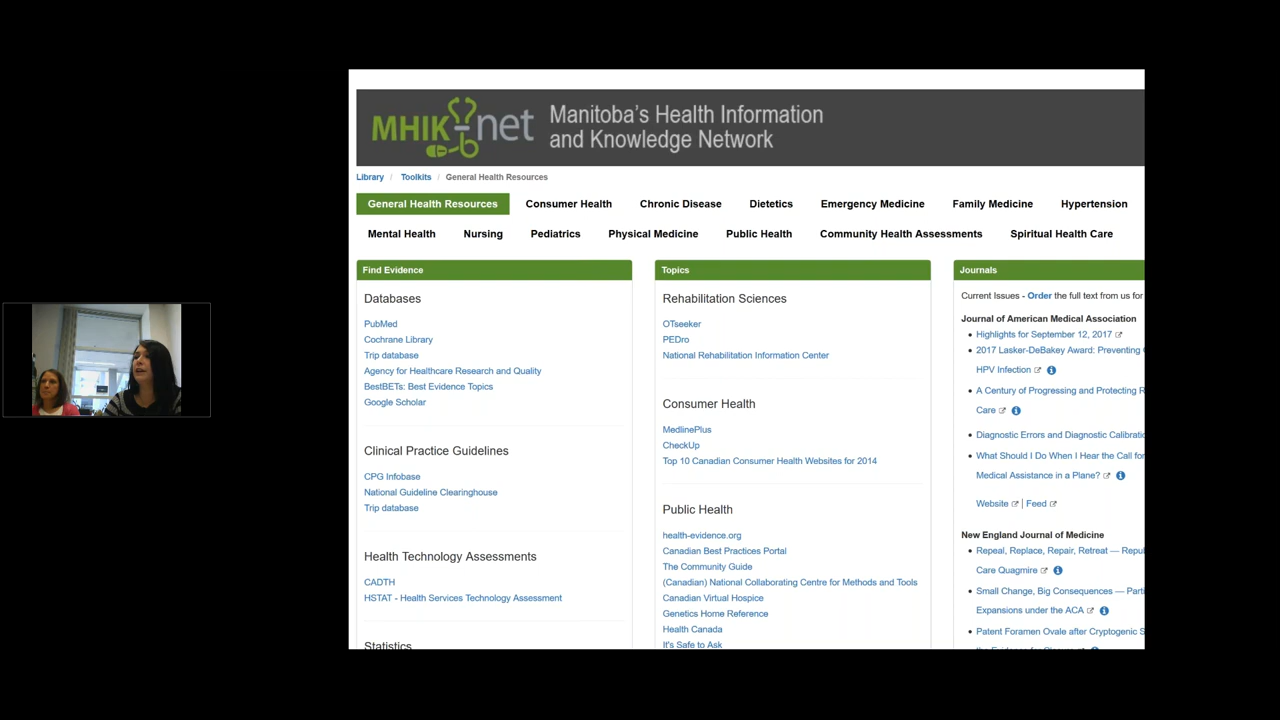 MHIK-net
Manitoba's Health Information
and Knowledge Network
Library / Toolkits / General Health Resources
General Health Resources Consumer Health Chronic Disease Dietetics Emergency Medicine Family Medicine Hypertension
Mental Health Nursing Pediatrics Physical Medicine Public Health Community Health Assessments Spiritual Health Care
Find Evidence
Databases
PubMed
Cochrane Library
Trip database
Agency for Healthcare Research and Quality
BestBETs: Best Evidence Topics
Google Scholar
Clinical Practice Guidelines
CPG Infobase
National Guideline Clearinghouse
Trip database
Health Technology Assessments
CADTH
HSTAT - Health Services Technology Assessment
Statistics
Topics
Rehabilitation Sciences
OTseeker
PEDro
National Rehabilitation Information Center
Consumer Health
MedlinePlus
CheckUp
Top 10 Canadian Consumer Health Websites for 2014
Public Health
health-evidence.org
Canadian Best Practices Portal
The Community Guide
(Canadian) National Collaborating Centre for Methods and Tools
Canadian Virtual Hospice
Genetics Home Reference
Health Canada
It's Safe to Ask
Journals
Current Issues - Order the full text from us for
Journal of American Medical Association
Highlights for September 12, 2017
2017 Lasker-DeBakey Award: Preventing
HPV Infection
A Century of Progressing and Protecting
Care
Diagnostic Errors and Diagnostic
Medical Assistance in a Plane?
What Should I Do When I Hear the Call for
Website | Feed
New England Journal of Medicine
Repeal, Replace, Repair, Retreat —
Care Quagmire
Small Change, Big Consequences —
Expansions under the ACA
Patent Foramen Ovale after Cryptogenic